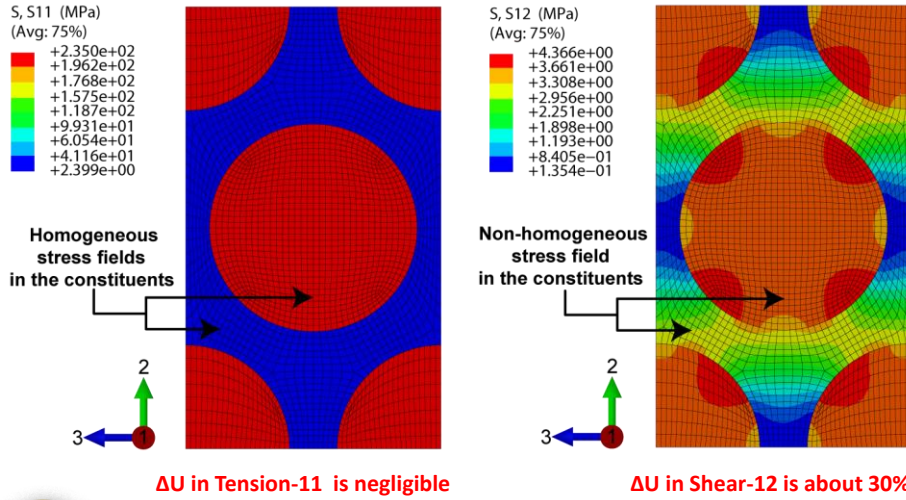 S, S11 (MPa)
(Avg: 75%)
+2.350e+02
+1.962e+02
+1.768e+02
+1.575e+02
+1.187e+02
+9.931e+01
+6.054e+01
+4.116e+01
+2.399e+00
Homogeneous
stress fields
in the constituents
2
3
1
ΔU in Tension-11 is negligible
S, S12 (MPa)
(Avg: 75%)
+4.366e+00
+3.661e+00
+3.308e+00
+2.956e+00
+2.251e+00
+1.898e+00
+1.193e+00
+8.405e-01
+1.354e-01
Non-homogeneous
stress field
in the constituents
2
3
1
ΔU in Shear-12 is about 30%